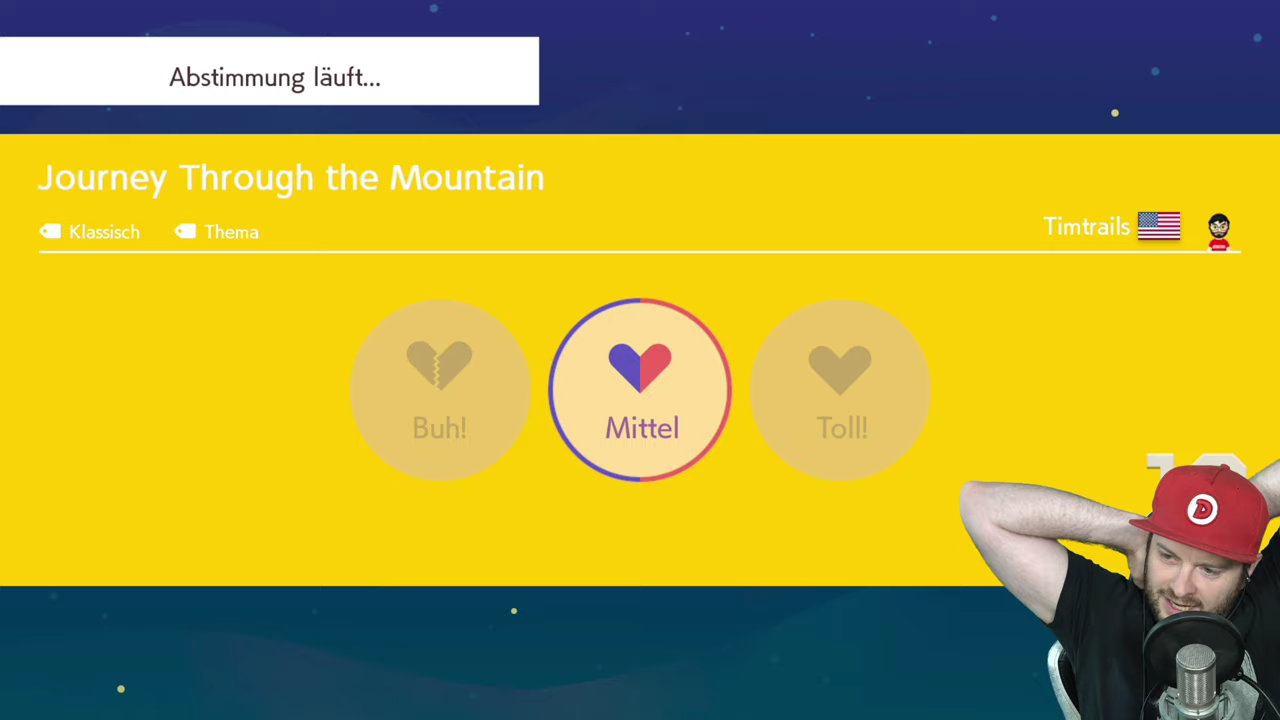 Abstimmung läuft...
Journey Through the Mountain
Klassisch Thema
Timtrails
Buh! Mittel Toll!
D